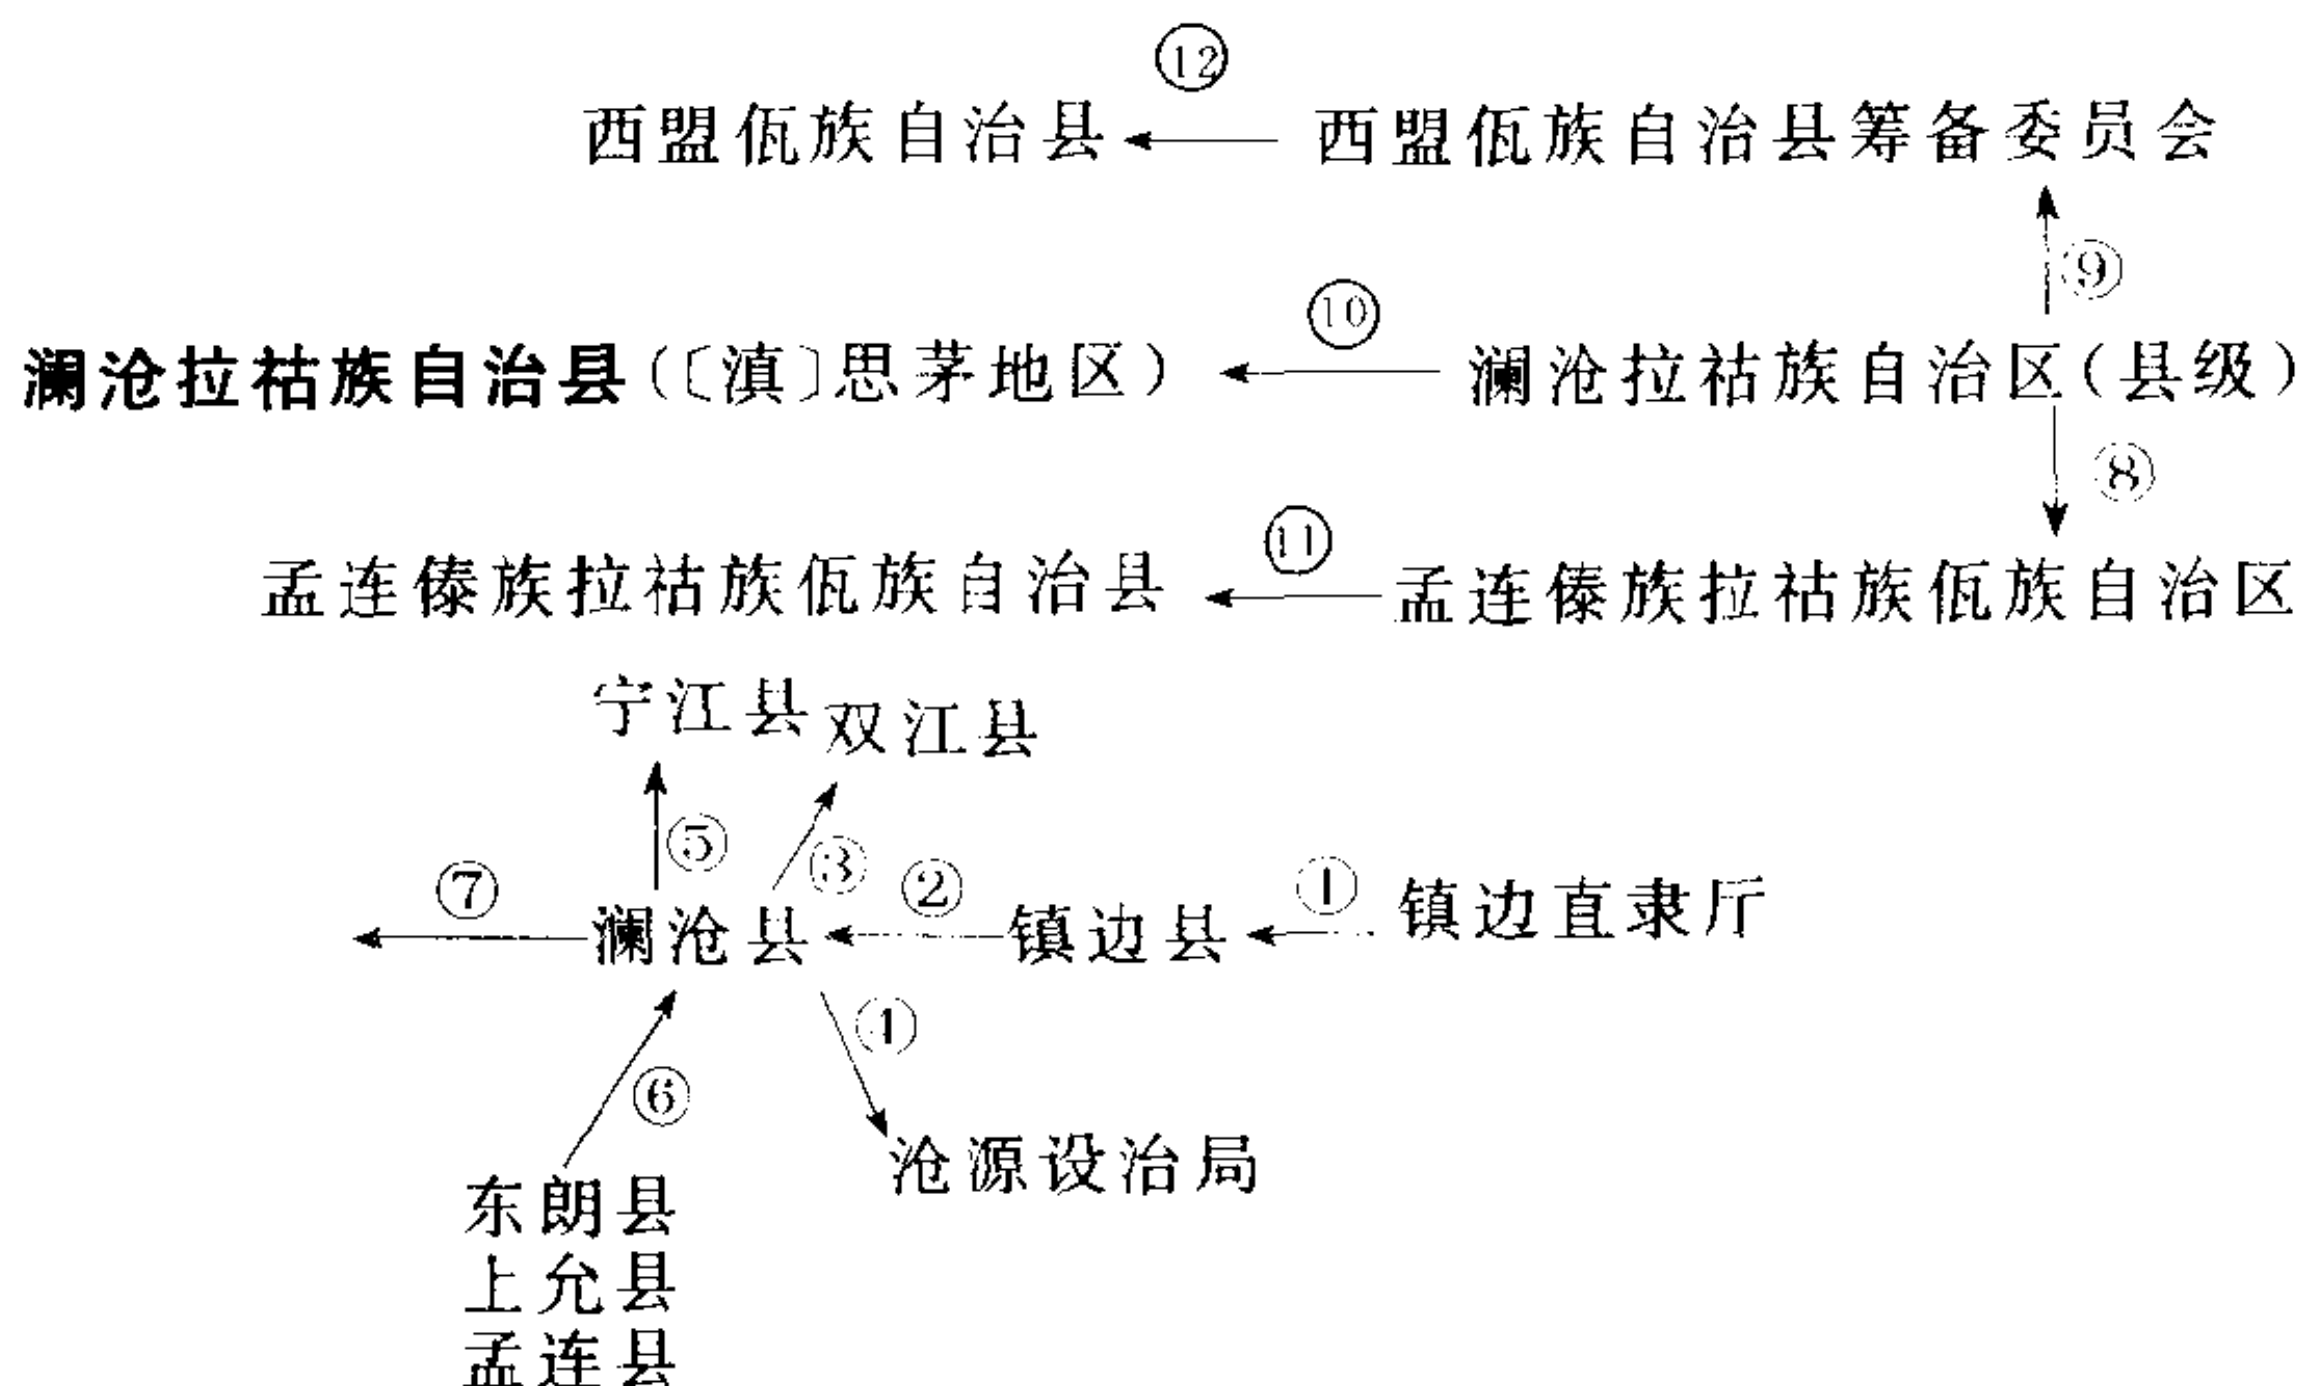 ⑫
西盟佤族自治县 西盟佤族自治县筹备委员会
⑨
⑩
澜沧拉祜族自治县(〔滇〕思茅地区) 澜沧拉祜族自治区(县级)
⑧
⑪
孟连傣族拉祜族佤族自治县 孟连傣族拉祜族佤族自治区
宁江县 双江县
⑤ ③
⑦ ② ①
澜沧县 镇边县 镇边直隶厅
④
⑥
沧源设治局
东朗县
上允县
孟连县